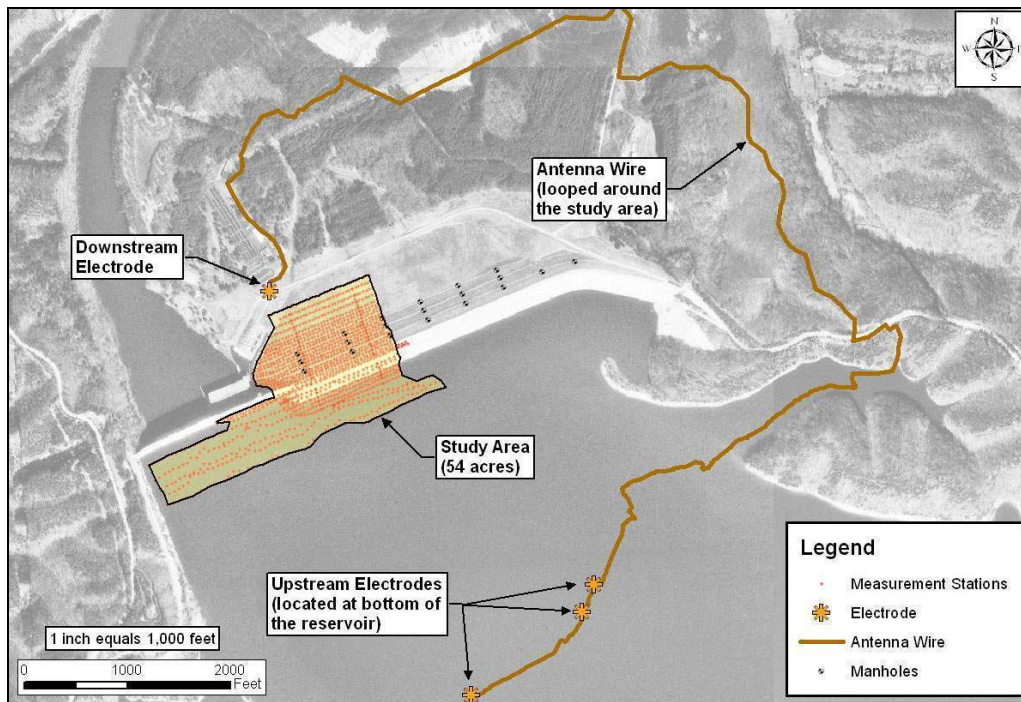 N
W
S
Antenna Wire
(looped around
the study area)
Downstream
Electrode
Study Area
(54 acres)
Upstream Electrodes
(located at bottom of
the reservoir)
1 inch equals 1,000 feet
0 1000 2000
Feet
Legend
Measurement Stations
Electrode
Antenna Wire
Manholes